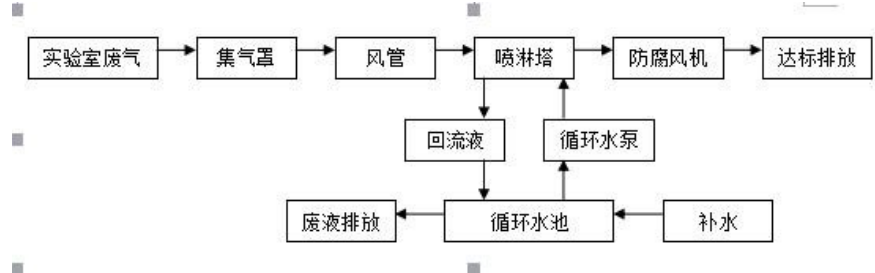 实验室废气
集气罩
风管
喷淋塔
防腐风机
达标排放
回流液
循环水泵
废液排放
循环水池
补水